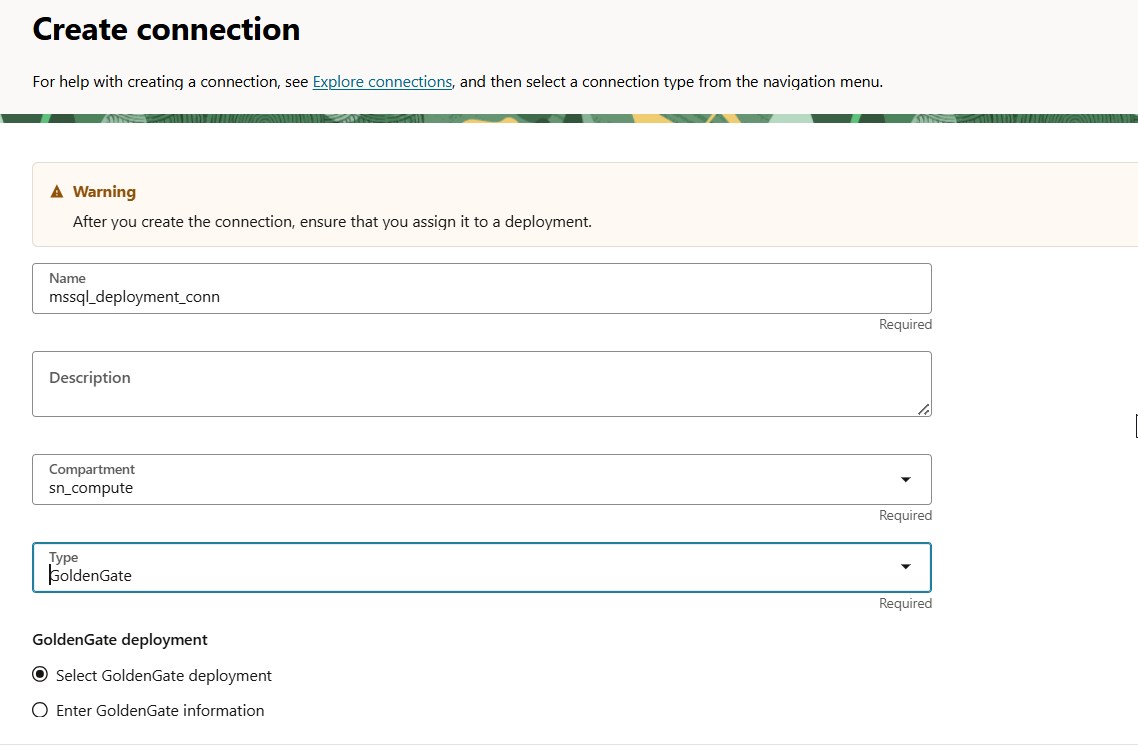 Create connection
For help with creating a connection, see Explore connections, and then select a connection type from the navigation menu.
Warning
After you create the connection, ensure that you assign it to a deployment.
Name
mssql_deployment_conn
Required
Description
Compartment
sn_compute
Required
Type
GoldenGate
Required
GoldenGate deployment
Select GoldenGate deployment
Enter GoldenGate information